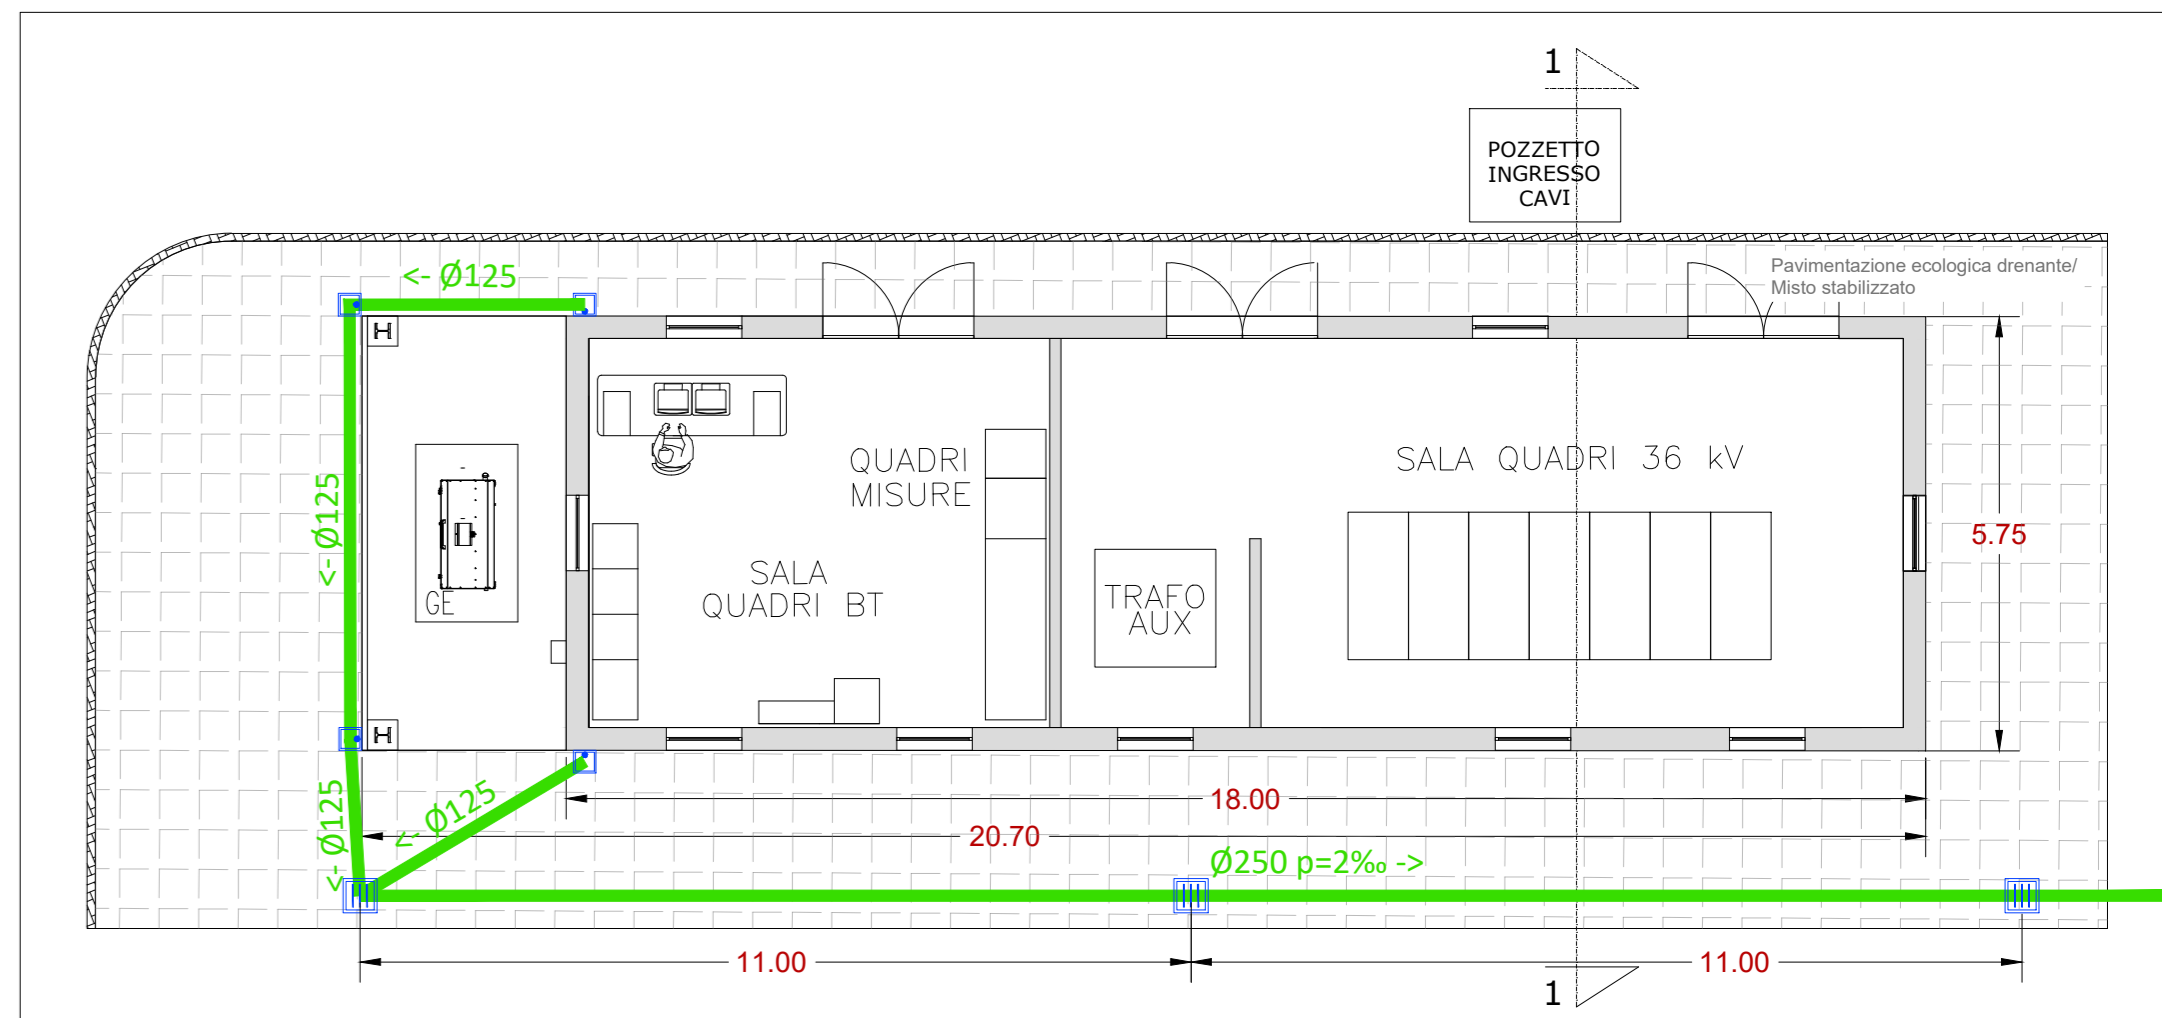 1
POZZETTO
INGRESSO
CAVI
Pavimentazione ecologica drenante/
Misto stabilizzato
<- Ø125
H
QUADRI
MISURE
SALA QUADRI 36 kV
<- Ø125
5.75
SALA
QUADRI BT
TRAFO
AUX
GE
H
<- Ø125
<- Ø125
18.00
20.70
Ø250 p=2‰ ->
11.00
11.00
1